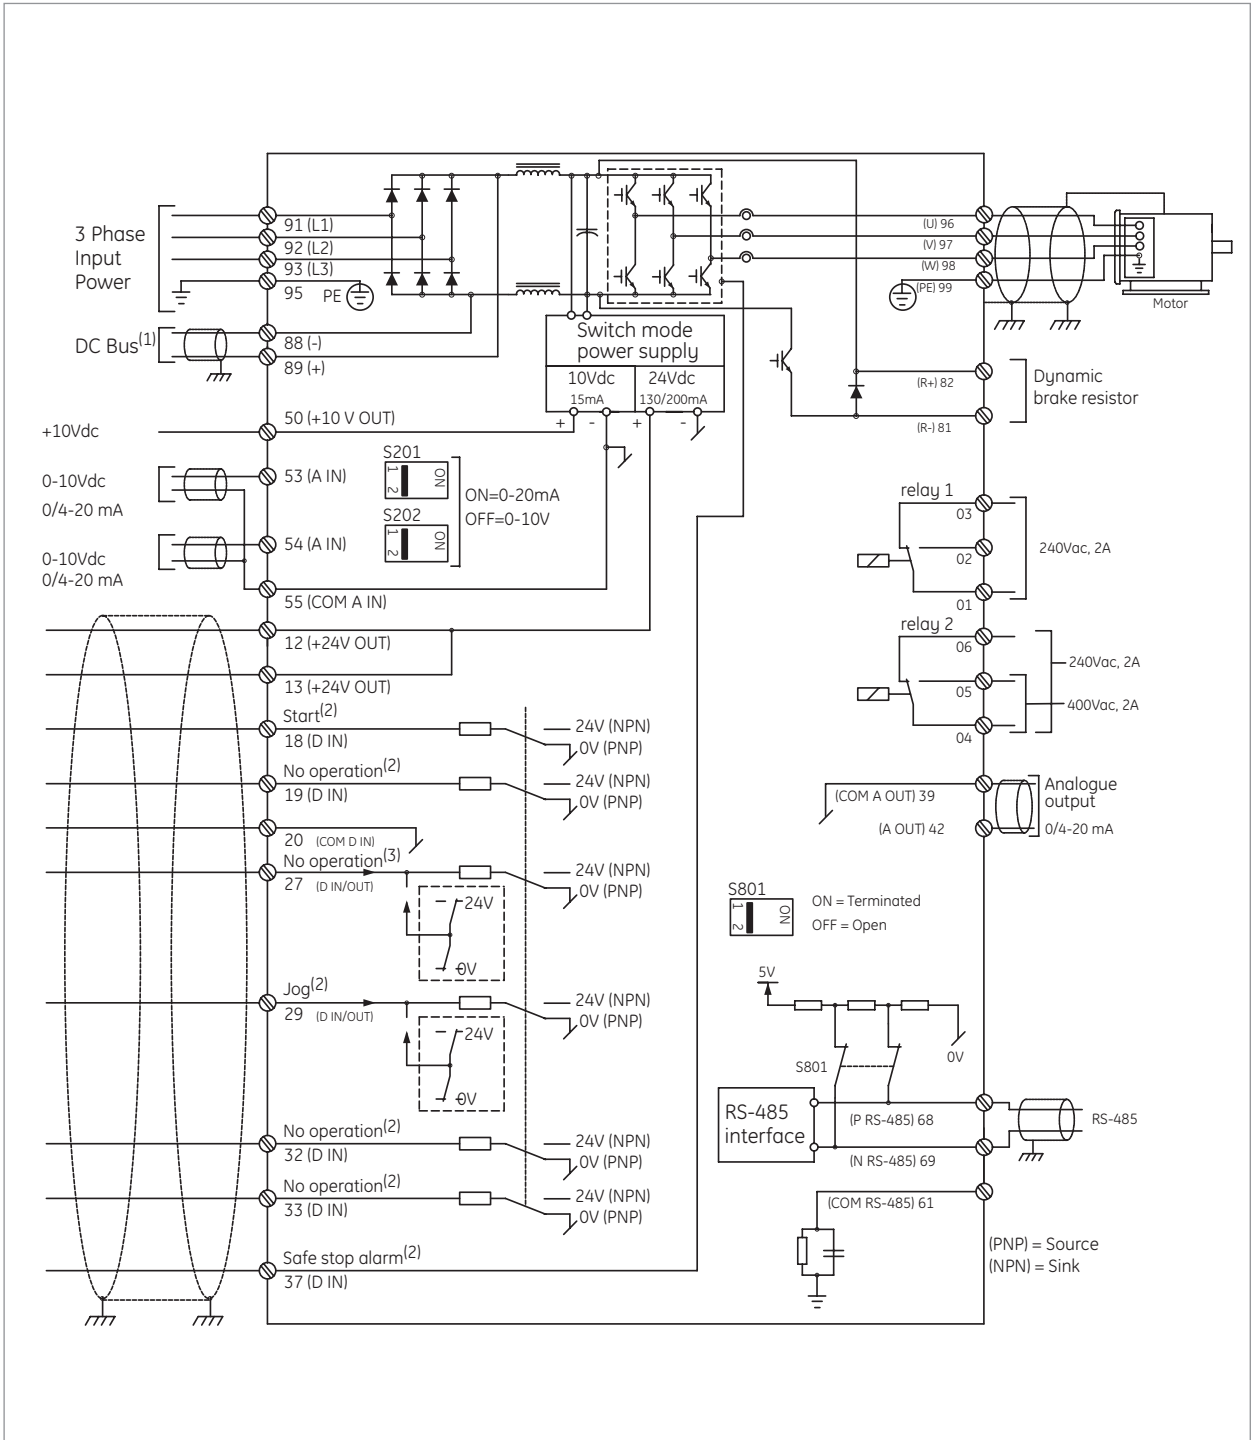 3 Phase
Input
Power
91 (L1)
92 (L2)
93 (L3)
95
PE
DC Bus(1)
88 (-)
89 (+)
Switch mode
power supply
10Vdc
15mA
24Vdc
130/200mA
+ - + -
(U) 96
(V) 97
(W) 98
(PE) 99
Motor
(R+) 82
(R-) 81
Dynamic
brake resistor
+10Vdc
50 (+10 V OUT)
0-10Vdc
0/4-20 mA
53 (A IN)
S201
1 2
ON
S202
1 2
ON
ON=0-20mA
OFF=0-10V
0-10Vdc
0/4-20 mA
54 (A IN)
55 (COM A IN)
12 (+24V OUT)
13 (+24V OUT)
Start(2)
18 (D IN)
24V (NPN)
0V (PNP)
No operation(2)
19 (D IN)
24V (NPN)
0V (PNP)
20 (COM D IN)
No operation(3)
27 (D IN/OUT)
24V (NPN)
0V (PNP)
24V
0V
Jog(2)
29 (D IN/OUT)
24V (NPN)
0V (PNP)
24V
0V
No operation(2)
32 (D IN)
24V (NPN)
0V (PNP)
No operation(2)
33 (D IN)
24V (NPN)
0V (PNP)
Safe stop alarm(2)
37 (D IN)
relay 1
03
02
01
240Vac, 2A
relay 2
06
05
04
240Vac, 2A
400Vac, 2A
(COM A OUT) 39
(A OUT) 42
Analogue
output
0/4-20 mA
S801
1 2
ON
ON = Terminated
OFF = Open
5V
0V
S801
RS-485
interface
(P RS-485) 68
(N RS-485) 69
RS-485
(COM RS-485) 61
(PNP) = Source
(NPN) = Sink